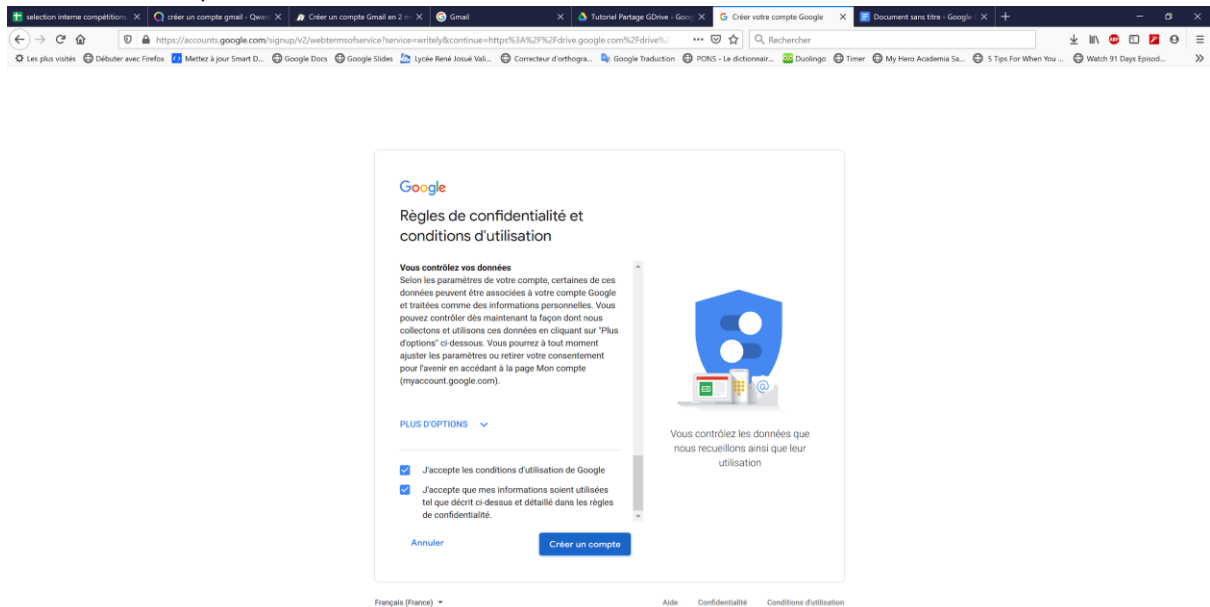 selection interne compétitions
créer un compte gmail - Qwan
Créer un compte Gmail en 2 m
Gmail
Tutoriel Partage GDrive - Goog
Créer votre compte Google
Document sans titre - Google
https://accounts.google.com/signup/v2/webtermsofservice?service=writely&continue=https%3A%2F%2Fdrive.google.com%2Fdrive%
Rechercher
Les plus visités
Débuter avec Firefox
Mettez à jour Smart D...
Google Docs
Google Slides
Lycée René Josué Vali...
Correcteur d'orthogra...
Google Traduction
PONS - Le dictionnair...
Duolingo
Timer
My Hero Academia Sa...
5 Tips For When You ...
Watch 91 Days Episod...
Google
Règles de confidentialité et
conditions d'utilisation
Vous contrôlez vos données
Selon les paramètres de votre compte, certaines de ces
données peuvent être associées à votre compte Google
et traitées comme des informations personnelles. Vous
pouvez contrôler dès maintenant la façon dont nous
collectons et utilisons ces données en cliquant sur "Plus
d'options" ci-dessous. Vous pourrez à tout moment
ajuster les paramètres ou retirer votre consentement
pour l'avenir en accédant à la page Mon compte
(myaccount.google.com).
PLUS D'OPTIONS
J'accepte les conditions d'utilisation de Google
J'accepte que mes informations soient utilisées
tel que décrit ci-dessus et détaillé dans les règles
de confidentialité.
Annuler
Créer un compte
Vous contrôlez les données que
nous recueillons ainsi que leur
utilisation
Français (France)
Aide
Confidentialité
Conditions d'utilisation